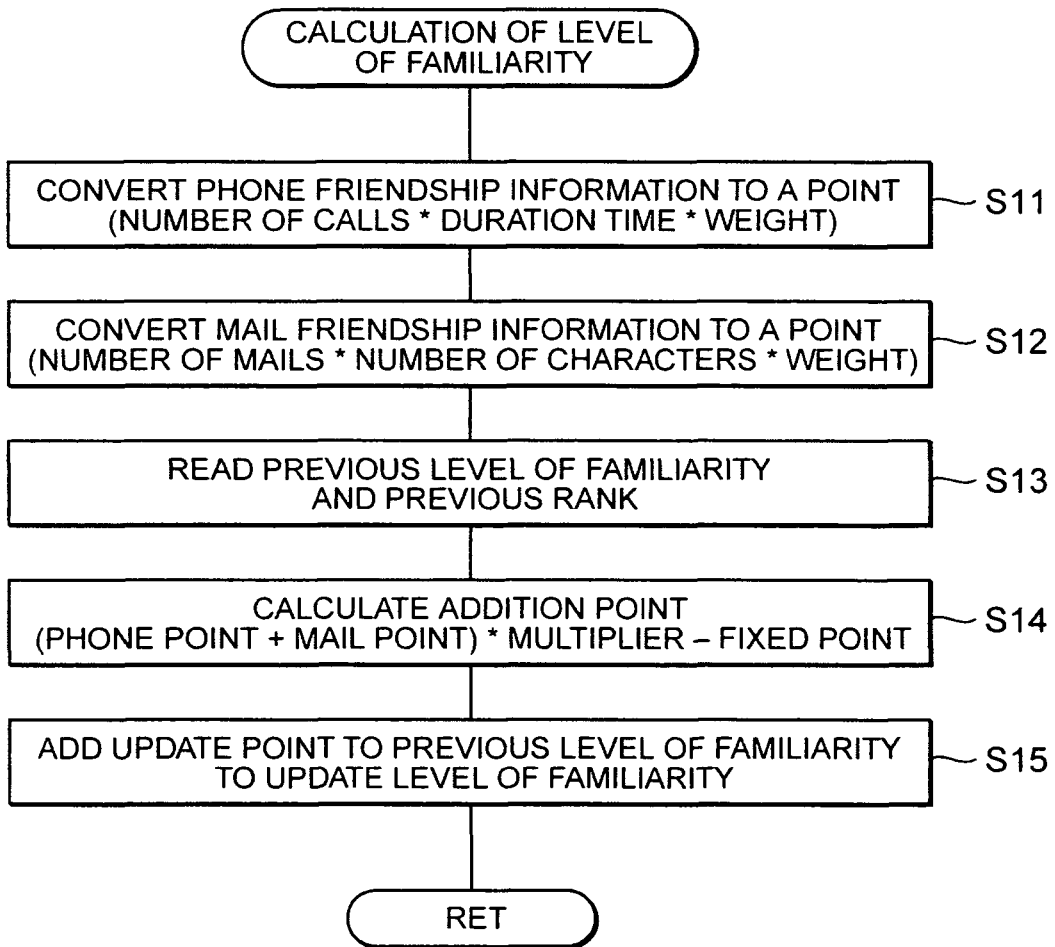 CALCULATION OF LEVEL
OF FAMILIARITY
CONVERT PHONE FRIENDSHIP INFORMATION TO A POINT
(NUMBER OF CALLS * DURATION TIME * WEIGHT)
S11
CONVERT MAIL FRIENDSHIP INFORMATION TO A POINT
(NUMBER OF MAILS * NUMBER OF CHARACTERS * WEIGHT)
S12
READ PREVIOUS LEVEL OF FAMILIARITY
AND PREVIOUS RANK
S13
CALCULATE ADDITION POINT
(PHONE POINT + MAIL POINT) * MULTIPLIER – FIXED POINT
S14
ADD UPDATE POINT TO PREVIOUS LEVEL OF FAMILIARITY
TO UPDATE LEVEL OF FAMILIARITY
S15
RET